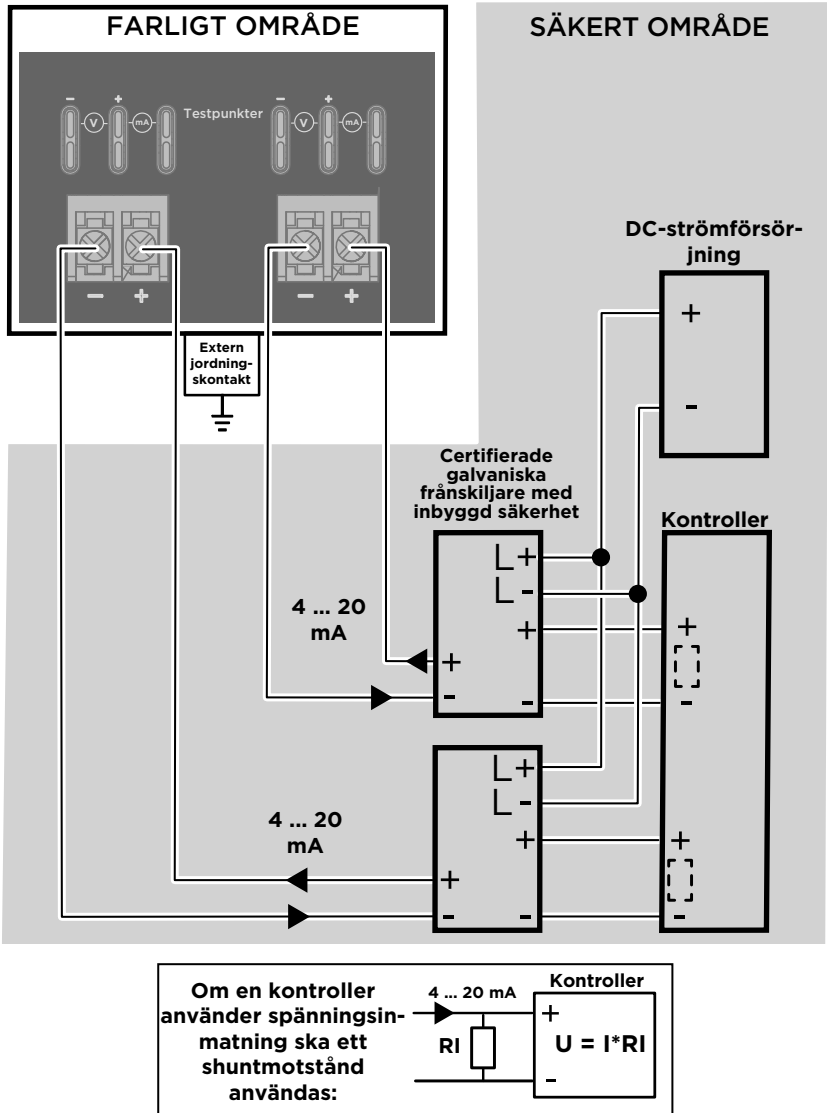 FARLIGT OMRÅDE
SÄKERT OMRÅDE
- + - +
V mA Testpunkter V mA
- + - +
Extern
jordning-
skontakt
DC-strömförsör-
jning
+
-
Certifierade
galvaniska
frånskiljare med
inbyggd säkerhet
Kontroller
L +
L -
+ +
4 ... 20
mA
+
- - -
L +
L -
+ +
4 ... 20
mA
+
- - -
Om en kontroller
använder spänningsin-
matning ska ett
shuntmotstånd
användas:
4 ... 20 mA
RI
Kontroller
+
U = I*RI
-